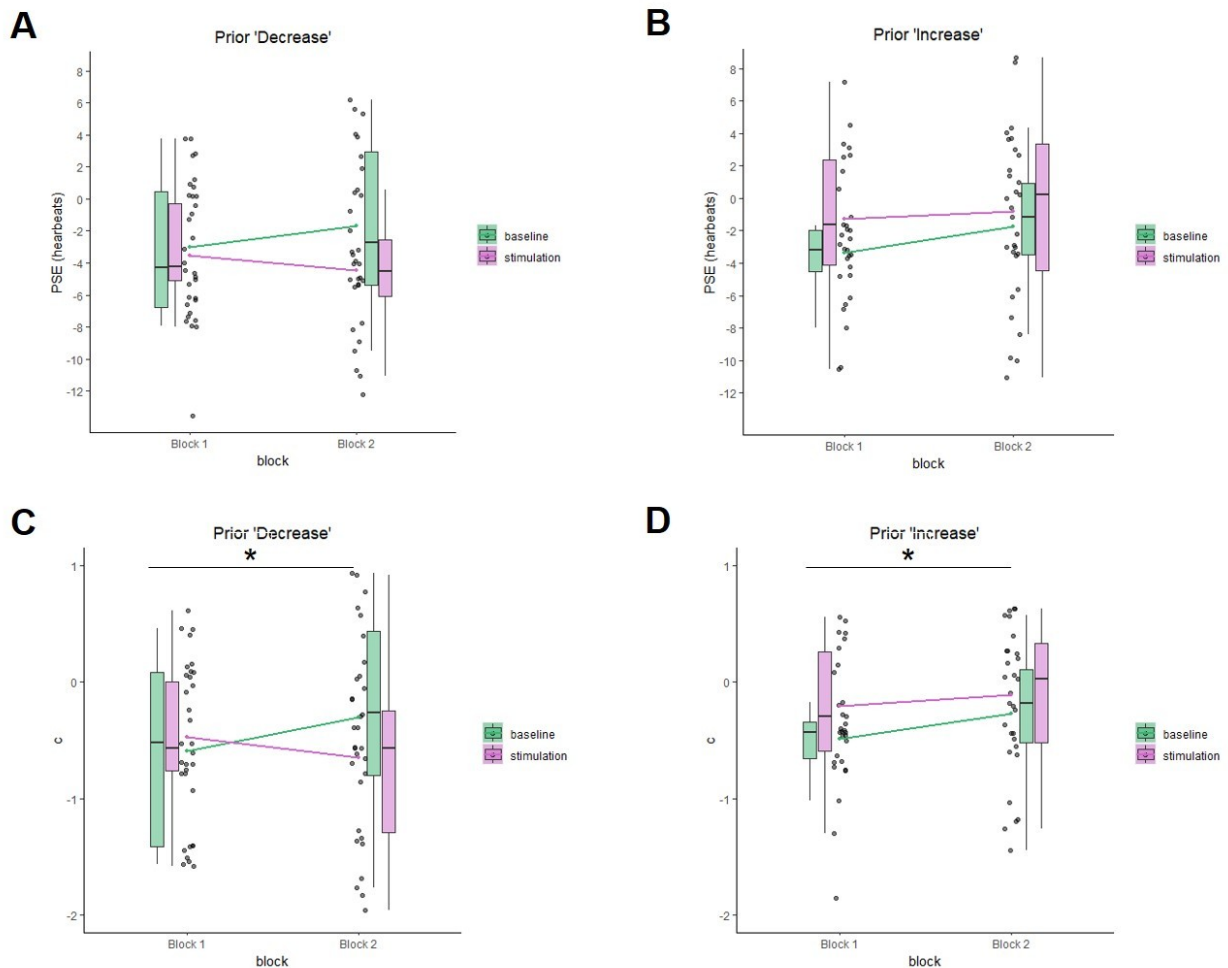 A
Prior 'Decrease'
PSE (hearbeats)
8
6
4
2
0
-2
-4
-6
-8
-10
-12
Block 1
Block 2
block
baseline
stimulation
B
Prior 'Increase'
PSE (hearbeats)
8
6
4
2
0
-2
-4
-6
-8
-10
-12
Block 1
Block 2
block
baseline
stimulation
C
Prior 'Decrease'
*
c
1
0
-1
-2
Block 1
Block 2
block
baseline
stimulation
D
Prior 'Increase'
*
c
1
0
-1
-2
Block 1
Block 2
block
baseline
stimulation